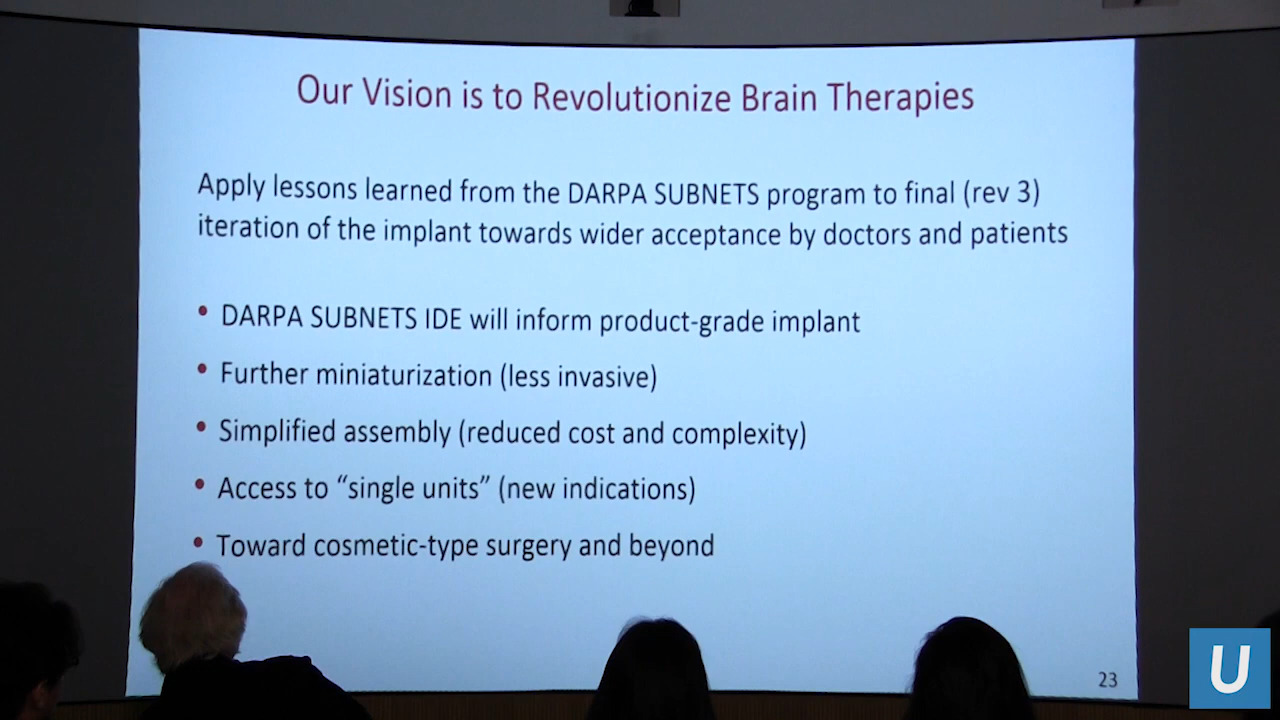 Our Vision is to Revolutionize Brain Therapies
Apply lessons learned from the DARPA SUBNETS program to final (rev 3)
iteration of the implant towards wider acceptance by doctors and patients
• DARPA SUBNETS IDE will inform product-grade implant
• Further miniaturization (less invasive)
• Simplified assembly (reduced cost and complexity)
• Access to “single units” (new indications)
• Toward cosmetic-type surgery and beyond
23
U